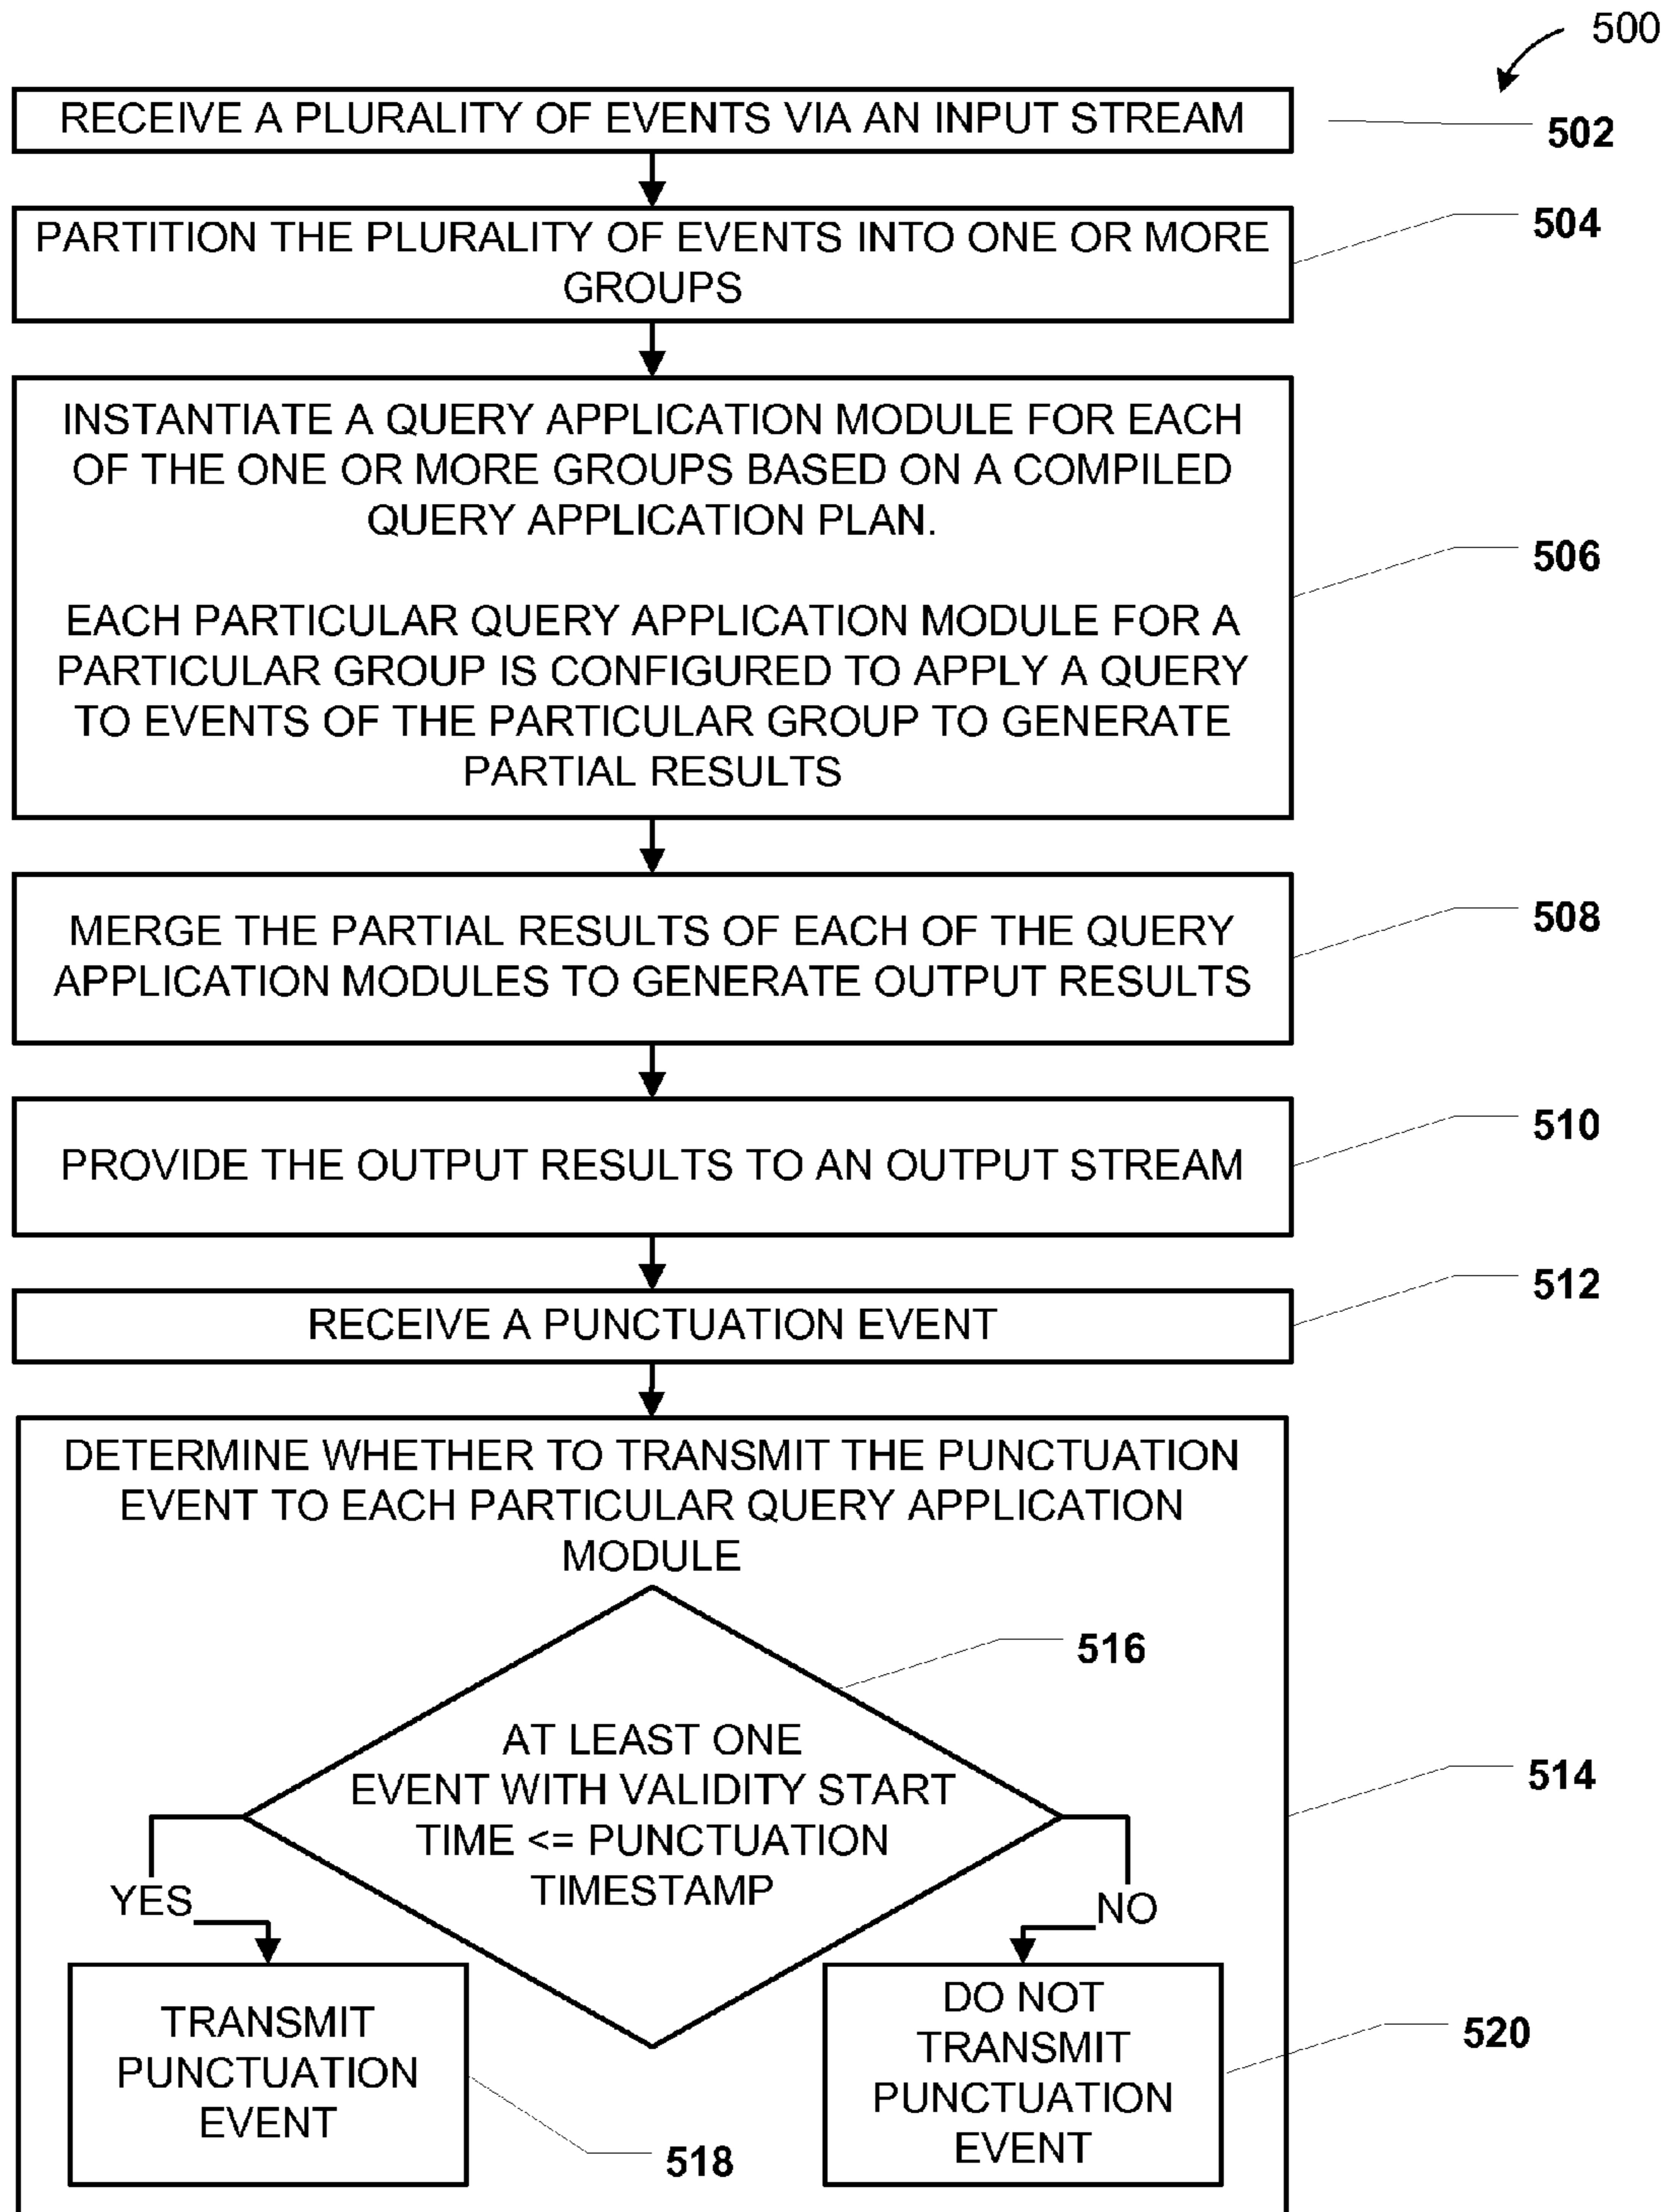 500
RECEIVE A PLURALITY OF EVENTS VIA AN INPUT STREAM
502
PARTITION THE PLURALITY OF EVENTS INTO ONE OR MORE
GROUPS
504
INSTANTIATE A QUERY APPLICATION MODULE FOR EACH
OF THE ONE OR MORE GROUPS BASED ON A COMPILED
QUERY APPLICATION PLAN.
EACH PARTICULAR QUERY APPLICATION MODULE FOR A
PARTICULAR GROUP IS CONFIGURED TO APPLY A QUERY
TO EVENTS OF THE PARTICULAR GROUP TO GENERATE
PARTIAL RESULTS
506
MERGE THE PARTIAL RESULTS OF EACH OF THE QUERY
APPLICATION MODULES TO GENERATE OUTPUT RESULTS
508
PROVIDE THE OUTPUT RESULTS TO AN OUTPUT STREAM
510
RECEIVE A PUNCTUATION EVENT
512
DETERMINE WHETHER TO TRANSMIT THE PUNCTUATION
EVENT TO EACH PARTICULAR QUERY APPLICATION
MODULE
514
AT LEAST ONE
EVENT WITH VALIDITY START
TIME <= PUNCTUATION
TIMESTAMP
516
YES
NO
TRANSMIT
PUNCTUATION
EVENT
518
DO NOT
TRANSMIT
PUNCTUATION
EVENT
520